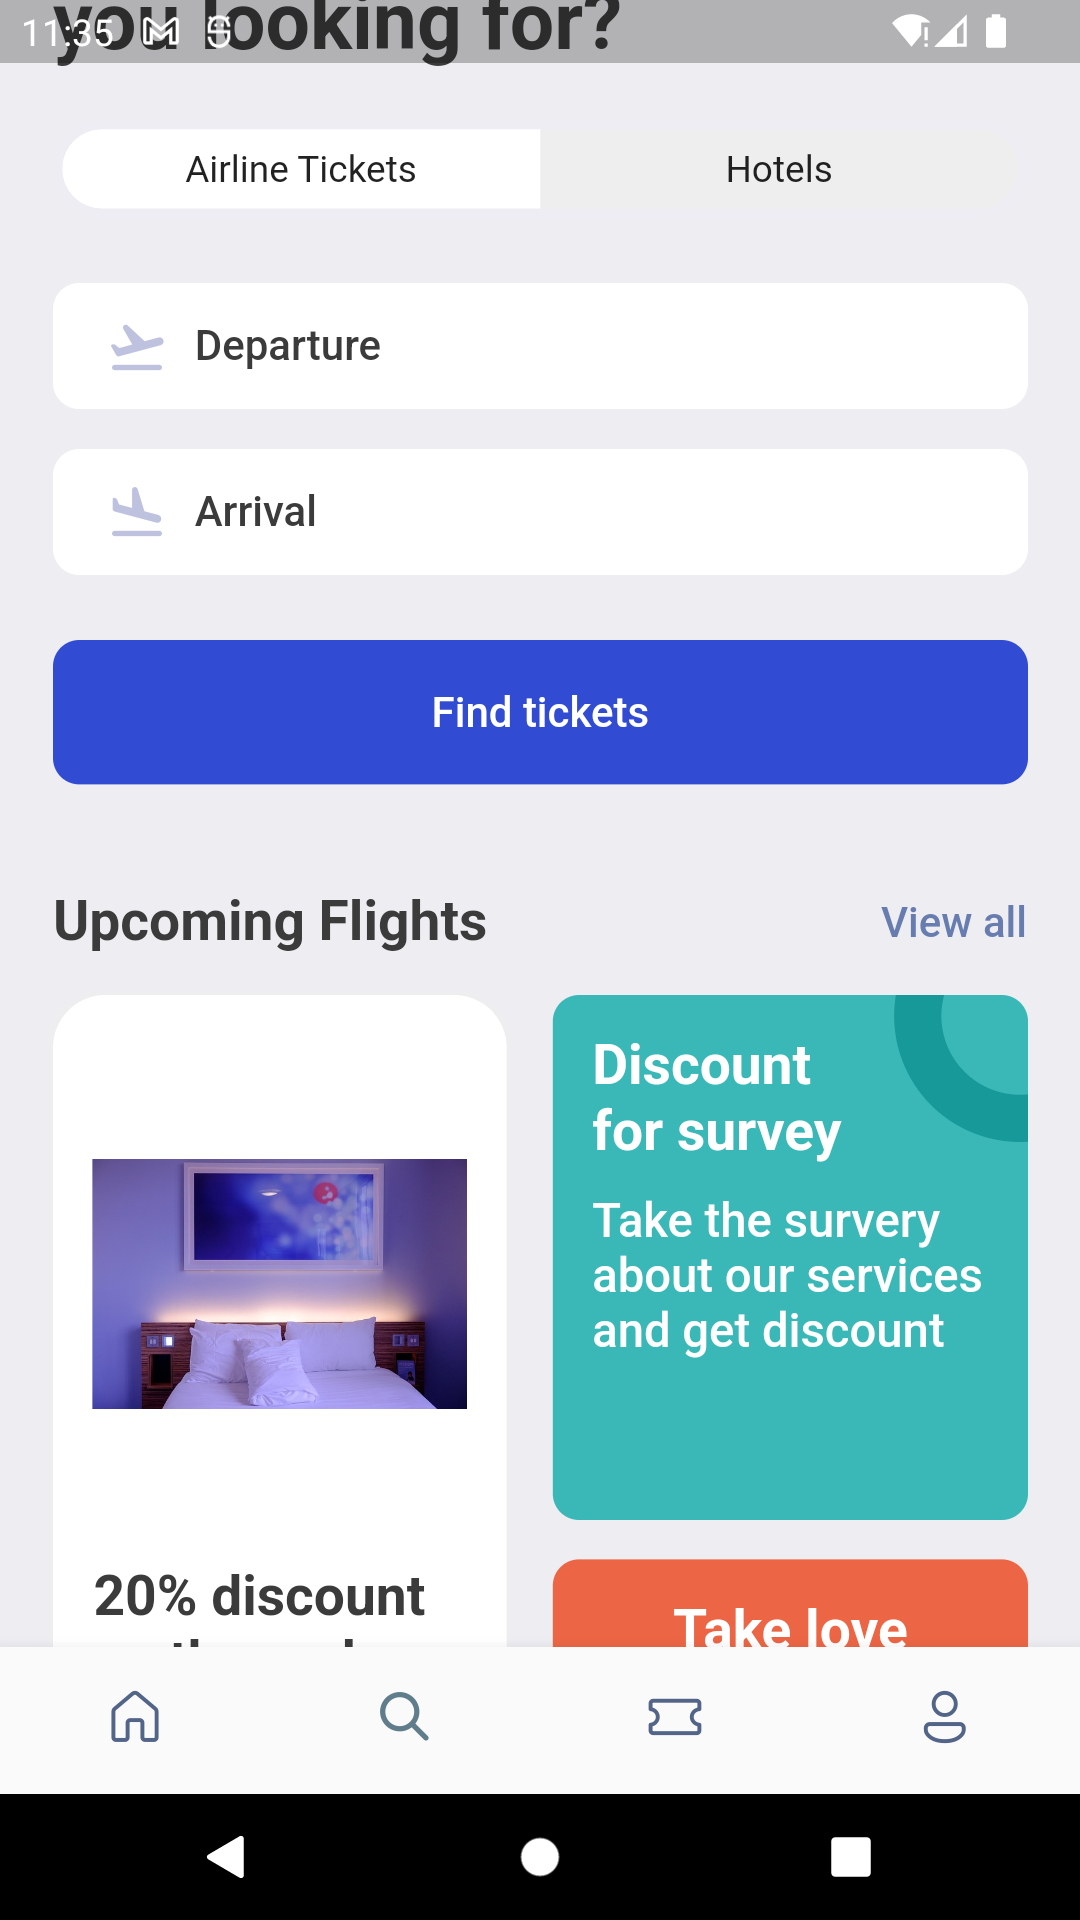 you looking for?
11:35
Airline Tickets
Hotels
Departure
Arrival
Find tickets
Upcoming Flights
View all
Discount
for survey
Take the survery
about our services
and get discount
20% discount
Take love